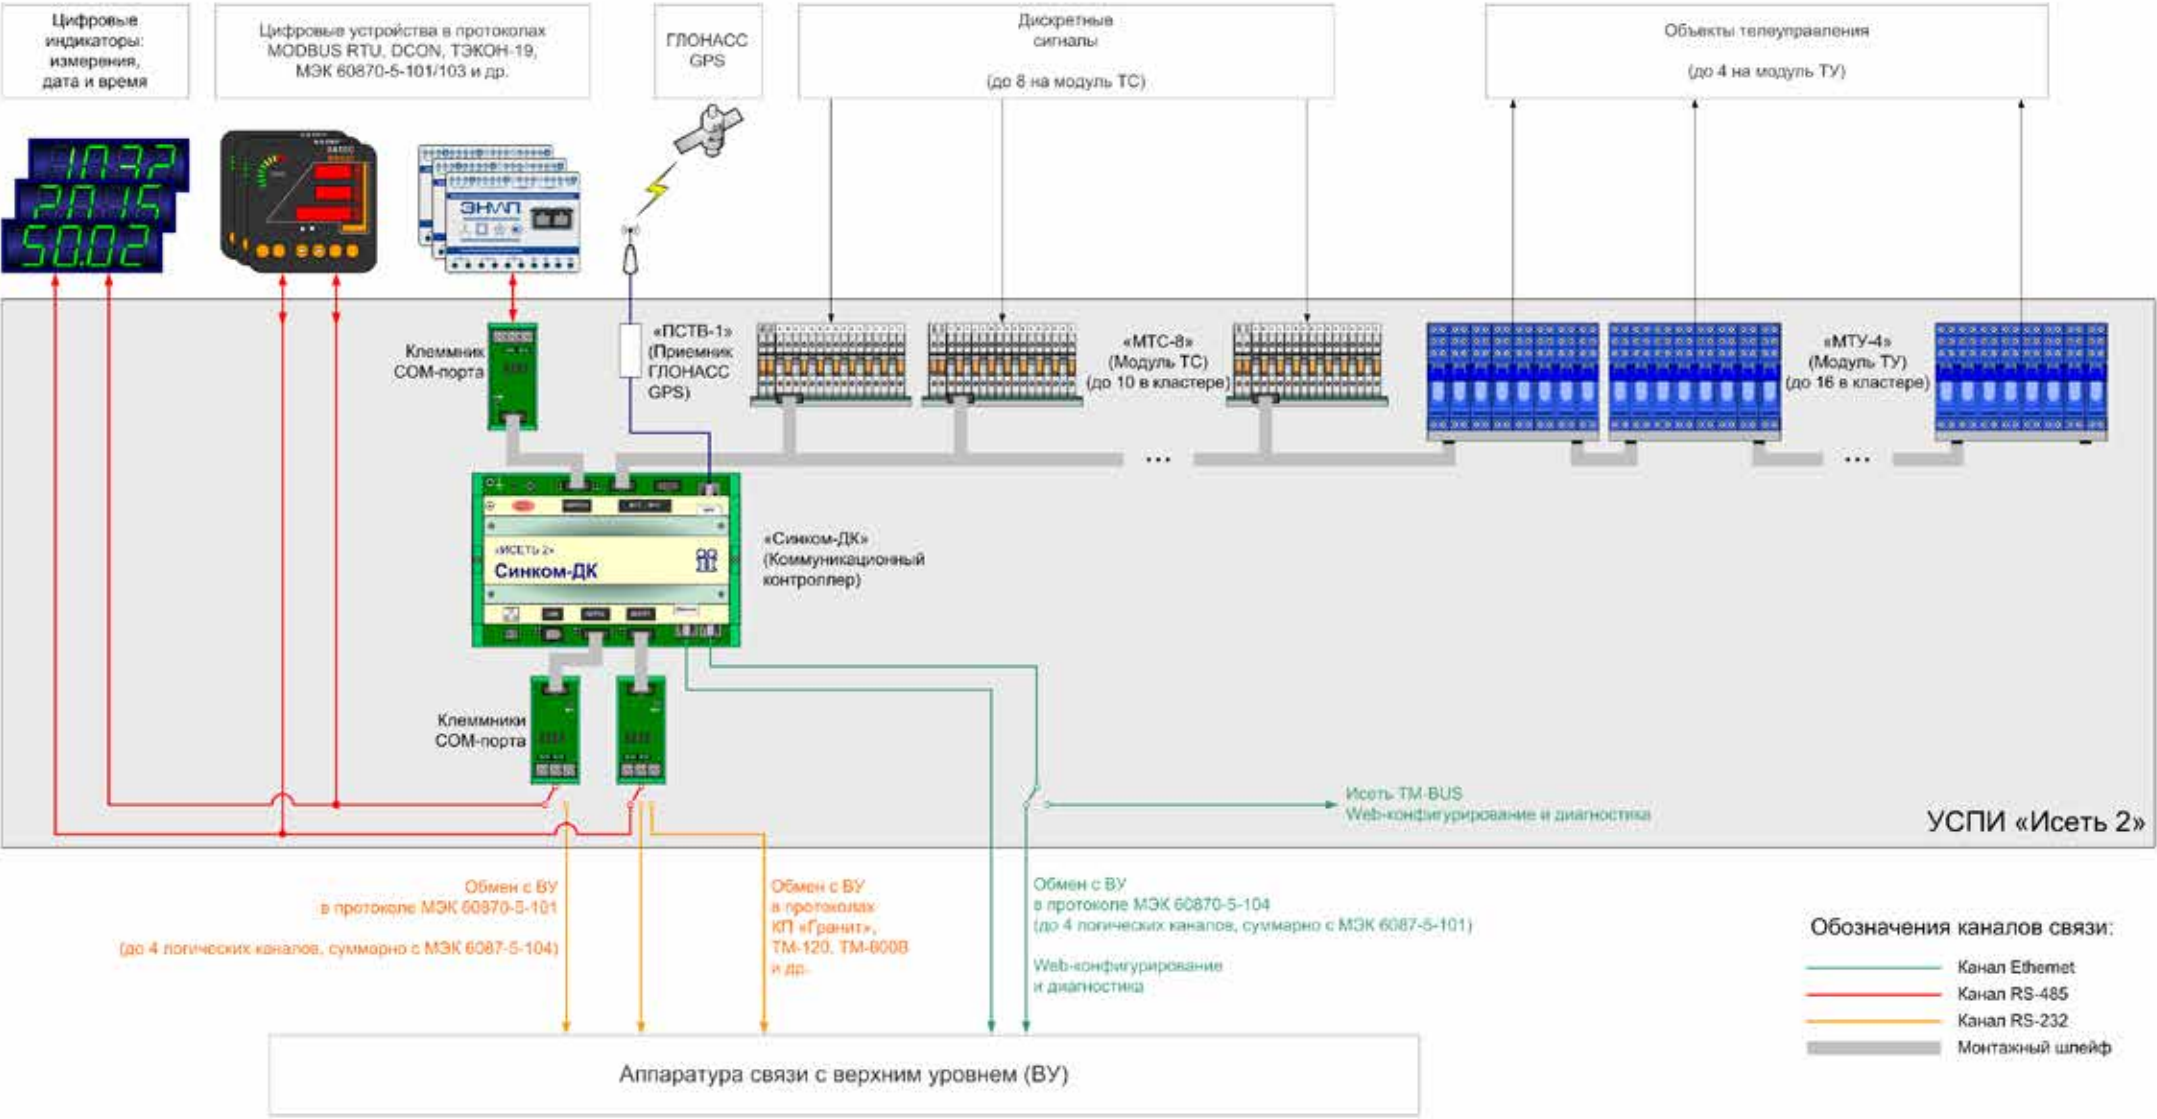 Цифровые
индикаторы:
измерения,
дата и время
Цифровые устройства в протоколах
MODBUS RTU, DCON, ТЭКОН-19,
МЭК 60870-5-101/103 и др.
ГЛОНАСС
GPS
Дискретные
сигналы
(до 8 на модуль ТС)
Объекты телеуправления
(до 4 на модуль ТУ)
50.02
ЭНИП
Клеммник
COM-порта
«ПСТВ-1»
(Приемник
ГЛОНАСС
GPS)
«МТС-8»
(Модуль ТС)
(до 10 в кластере)
«МТУ-4»
(Модуль ТУ)
(до 16 в кластере)
...
...
«ИСЕТЬ 2»
Синком-ДК
«Синком-ДК»
(Коммуникационный
контроллер)
Клеммники
COM-порта
Исеть TM-BUS
Web-конфигурирование и диагностика
УСПИ «Исеть 2»
Обмен с ВУ
в протоколе МЭК 60870-5-101
(до 4 логических каналов, суммарно с МЭК 6087-5-104)
Обмен с ВУ
в протоколах
КП «Гранит»,
ТМ-120, ТМ-800В
и др.
Обмен с ВУ
в протоколе МЭК 60870-5-104
(до 4 логических каналов, суммарно с МЭК 6087-5-101)
Web-конфигурирование
и диагностика
Обозначения каналов связи:
Канал Ethernet
Канал RS-485
Канал RS-232
Монтажный шлейф
Аппаратура связи с верхним уровнем (ВУ)